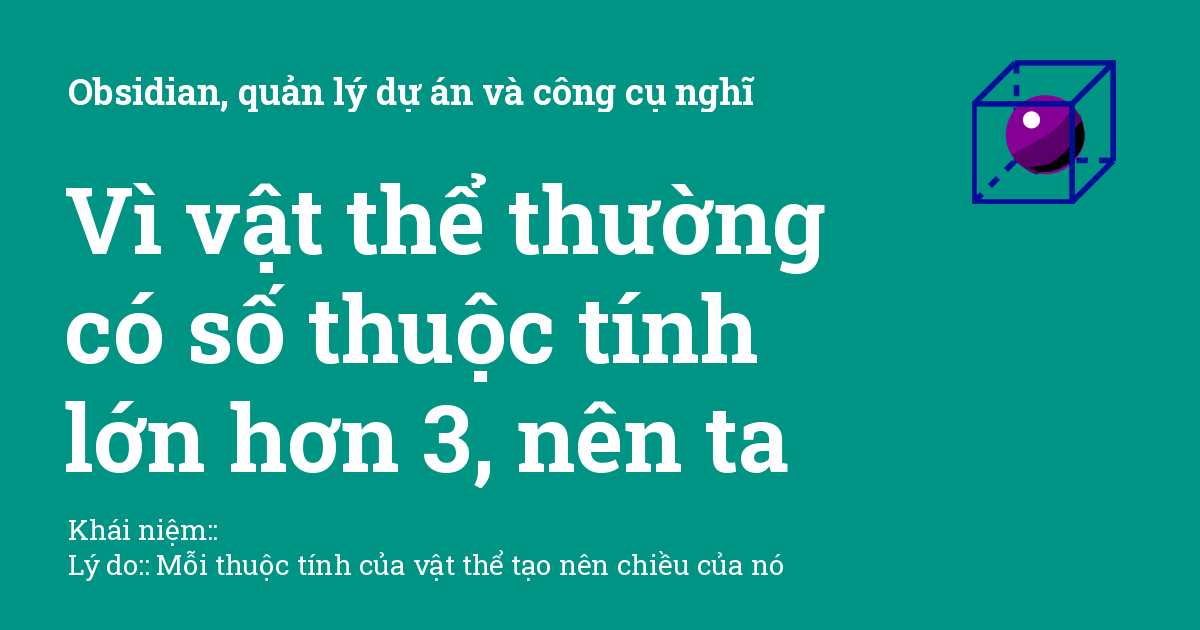 Obsidian, quản lý dự án và công cụ nghĩ
Vì vật thể thường
có số thuộc tính
lớn hơn 3, nên ta
Khái niệm::
Lý do:: Mỗi thuộc tính của vật thể tạo nên chiều của nó